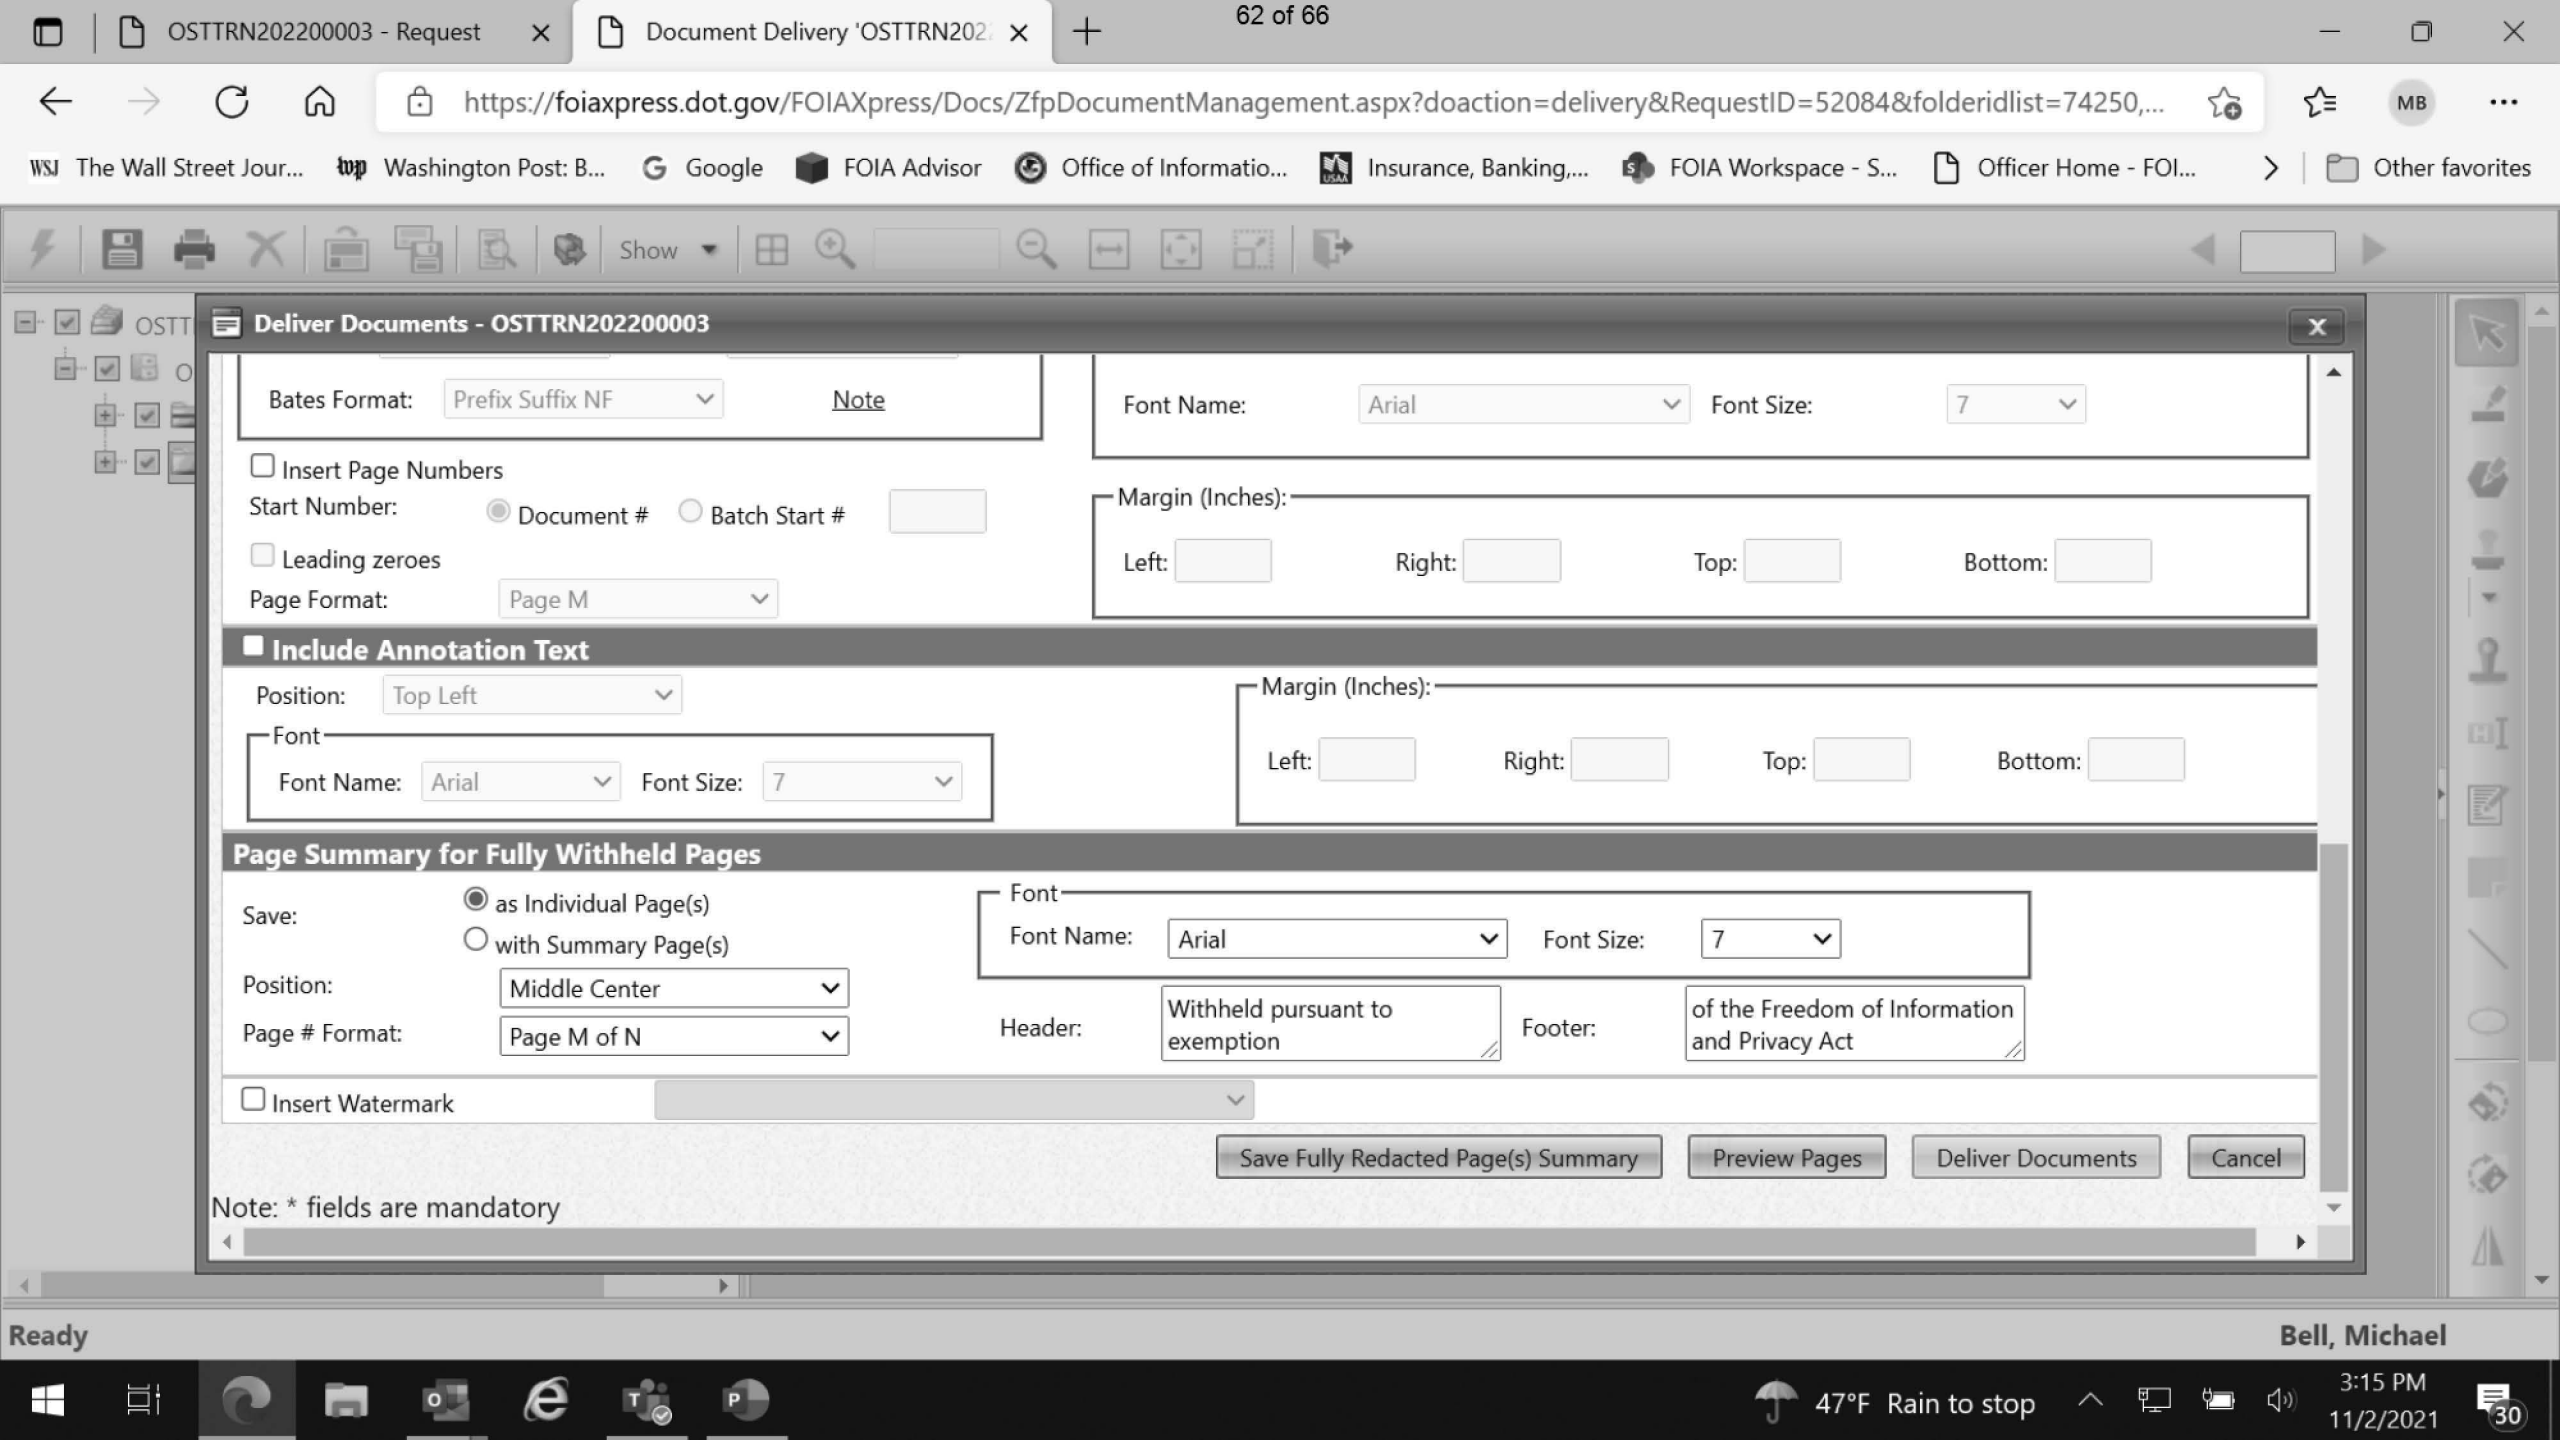 62 of 66
OSTTRN202200003 - Request
Document Delivery 'OSTTRN202
https://foiaxpress.dot.gov/FOIAXpress/Docs/ZfpDocumentManagement.aspx?doaction=delivery&RequestID=52084&folderidlist=74250,...
MB
WSJ The Wall Street Jour...
wp Washington Post: B...
G Google
FOIA Advisor
Office of Informatio...
USAA Insurance, Banking,...
S FOIA Workspace - S...
Officer Home - FOI...
Other favorites
Show
OSTT
O
Deliver Documents - OSTTRN202200003
X
Bates Format: Prefix Suffix NF Note
Font Name: Arial Font Size: 7
Insert Page Numbers
Start Number: Document # Batch Start #
Leading zeroes
Page Format: Page M
Margin (Inches):
Left: Right: Top: Bottom:
Include Annotation Text
Position: Top Left
Font
Font Name: Arial Font Size: 7
Margin (Inches):
Left: Right: Top: Bottom:
Page Summary for Fully Withheld Pages
Save: as Individual Page(s)
with Summary Page(s)
Position: Middle Center
Page # Format: Page M of N
Font
Font Name: Arial Font Size: 7
Header: Withheld pursuant to
exemption
Footer: of the Freedom of Information
and Privacy Act
Insert Watermark
Save Fully Redacted Page(s) Summary Preview Pages Deliver Documents Cancel
Note: * fields are mandatory
Ready
Bell, Michael
47°F Rain to stop
3:15 PM
11/2/2021
30